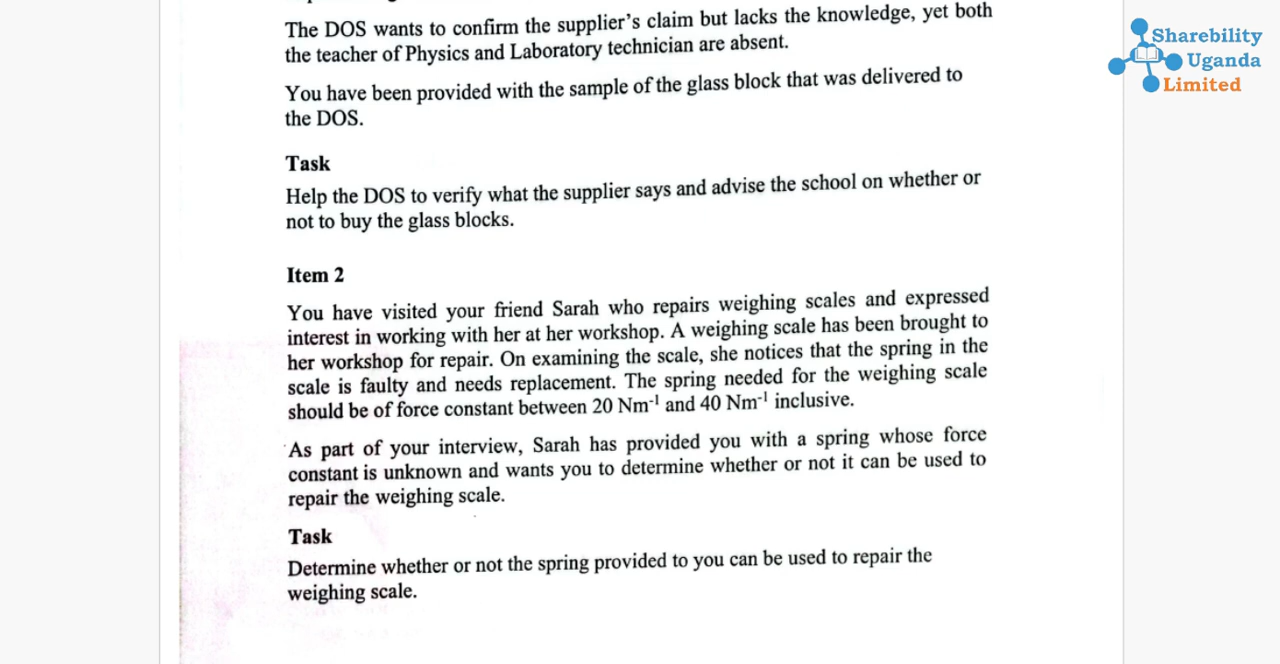 The DOS wants to confirm the supplier's claim but lacks the knowledge, yet both
the teacher of Physics and Laboratory technician are absent.
You have been provided with the sample of the glass block that was delivered to
the DOS.
Task
Help the DOS to verify what the supplier says and advise the school on whether or
not to buy the glass blocks.
Item 2
You have visited your friend Sarah who repairs weighing scales and expressed
interest in working with her at her workshop. A weighing scale has been brought to
her workshop for repair. On examining the scale, she notices that the spring in the
scale is faulty and needs replacement. The spring needed for the weighing scale
should be of force constant between 20 Nm⁻¹ and 40 Nm⁻¹ inclusive.
As part of your interview, Sarah has provided you with a spring whose force
constant is unknown and wants you to determine whether or not it can be used to
repair the weighing scale.
Task
Determine whether or not the spring provided to you can be used to repair the
weighing scale.
Sharebility
Uganda
Limited